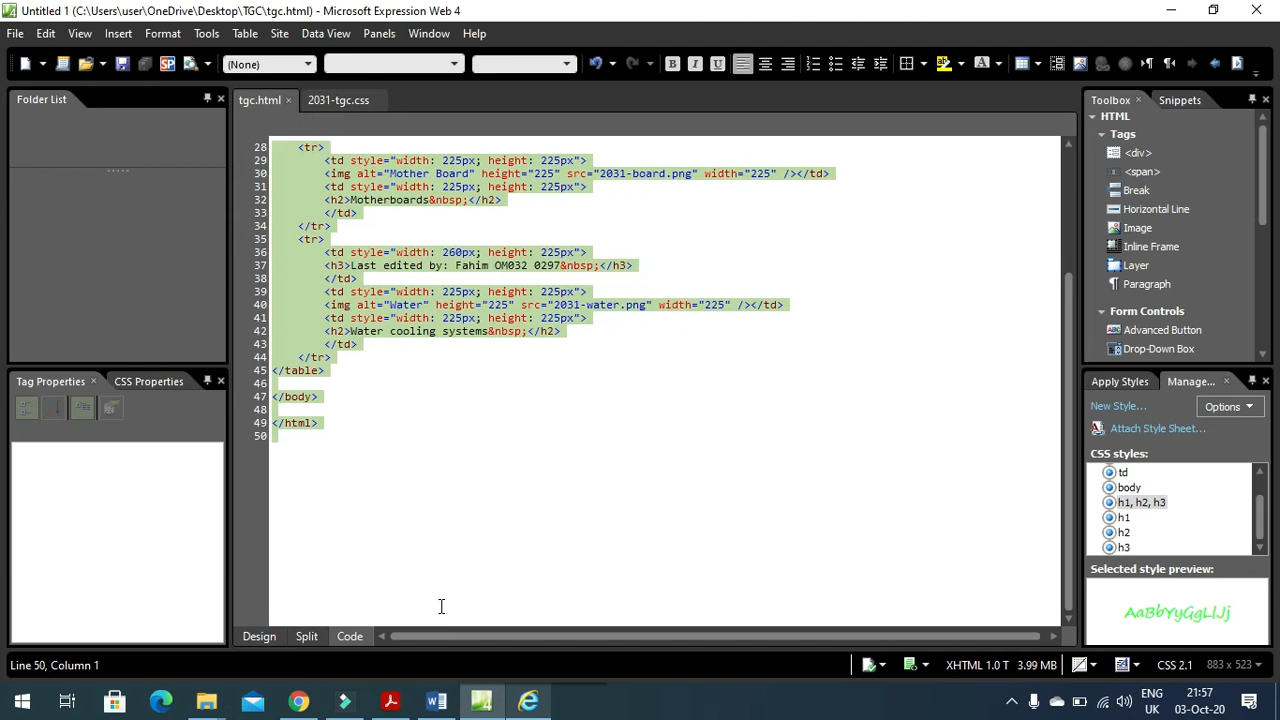 Untitled 1 (C:\Users\user\OneDrive\Desktop\TGC\tgc.html) - Microsoft Expression Web 4
File Edit View Insert Format Tools Table Site Data View Panels Window Help
(None)
Folder List
tgc.html
2031-tgc.css
28 <tr>
29 <td style="width: 225px; height: 225px">
30 <img alt="Mother Board" height="225" src="2031-board.png" width="225" /></td>
31 <td style="width: 225px; height: 225px">
32 <h2>Motherboards&nbsp;</h2>
33 </td>
34 </tr>
35 <tr>
36 <td style="width: 260px; height: 225px">
37 <h3>Last edited by: Fahim OM032 0297&nbsp;</h3>
38 </td>
39 <td style="width: 225px; height: 225px">
40 <img alt="Water" height="225" src="2031-water.png" width="225" /></td>
41 <td style="width: 225px; height: 225px">
42 <h2>Water cooling systems&nbsp;</h2>
43 </td>
44 </tr>
45 </table>
46
47 </body>
48
49 </html>
50
Design Split Code
Tag Properties
CSS Properties
Toolbox
Snippets
HTML
Tags
<div>
<span>
Break
Horizontal Line
Image
Inline Frame
Layer
Paragraph
Form Controls
Advanced Button
Drop-Down Box
Apply Styles
Manage...
New Style...
Options
Attach Style Sheet...
CSS styles:
td
body
h1, h2, h3
h1
h2
h3
Selected style preview:
AaBbYyGgLlJj
Line 50, Column 1
XHTML 1.0 T 3.99 MB
CSS 2.1 883 x 523
ENG
UK
21:57
03-Oct-20